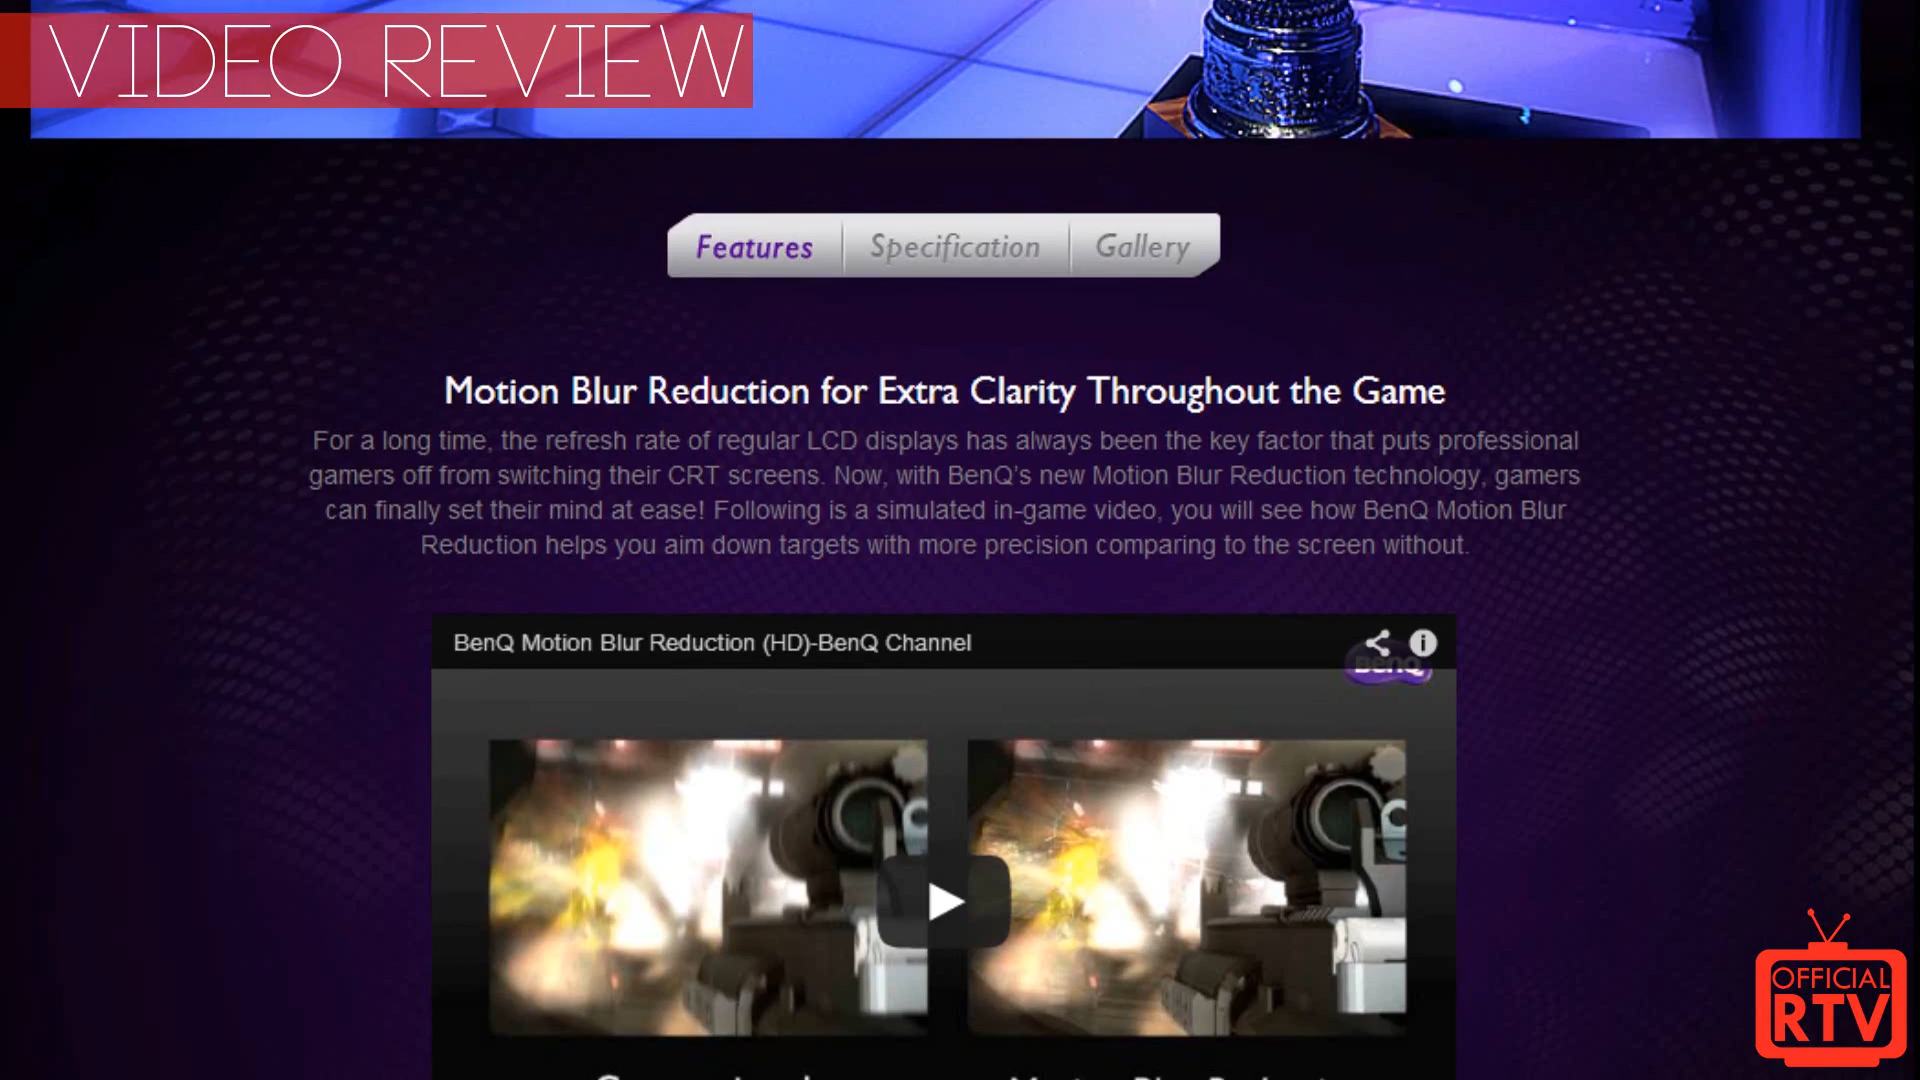 VIDEO REVIEW
Features Specification Gallery
Motion Blur Reduction for Extra Clarity Throughout the Game
For a long time, the refresh rate of regular LCD displays has always been the key factor that puts professional
gamers off from switching their CRT screens. Now, with BenQ's new Motion Blur Reduction technology, gamers
can finally set their mind at ease! Following is a simulated in-game video, you will see how BenQ Motion Blur
Reduction helps you aim down targets with more precision comparing to the screen without.
BenQ Motion Blur Reduction (HD)-BenQ Channel
BenQ
OFFICIAL
RTV